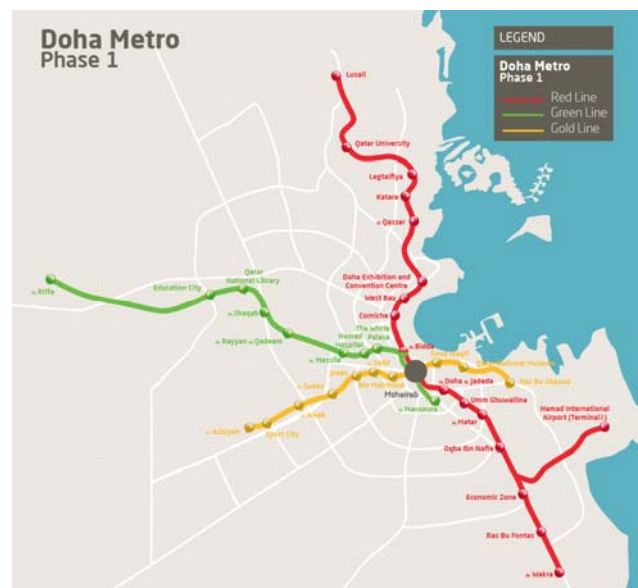 Doha Metro
Phase 1
LEGEND
Doha Metro
Phase 1
Red Line
Green Line
Gold Line
Lusail
Qatar University
Legtaifiya
Katara
AL Qassar
Doha Exhibition and
Convention Centre
West Bay
Corniche
AL Bidda
Qatar
National Library
Education City
AL Riffa
AL Shaqab
AL Rayyan AL Qadeem
AL Messila
Hamad
Hospital
The White
Palace
AL Sadd
Joaan
Bin Mahmoud
AL Sudan
AL Waab
Sport City
AL Aziziyah
Msheireb
AL Mansoura
Souq Waqif
Qatar National Museum
Ras Bu Abboud
AL Doha AL Jadeda
Umm Ghuwailina
AL Matar
Oqba Ibn Nafie
Hamad International
Airport (Terminal 1)
Economic Zone
Ras Bu Fontas
AL Wakra